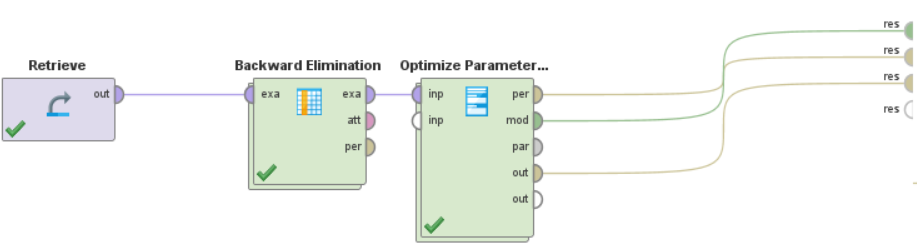 res
Retrieve
Backward Elimination
Optimize Parameter...
res
res
out
exa
exa
inp
per
res
att
inp
mod
per
par
out
out